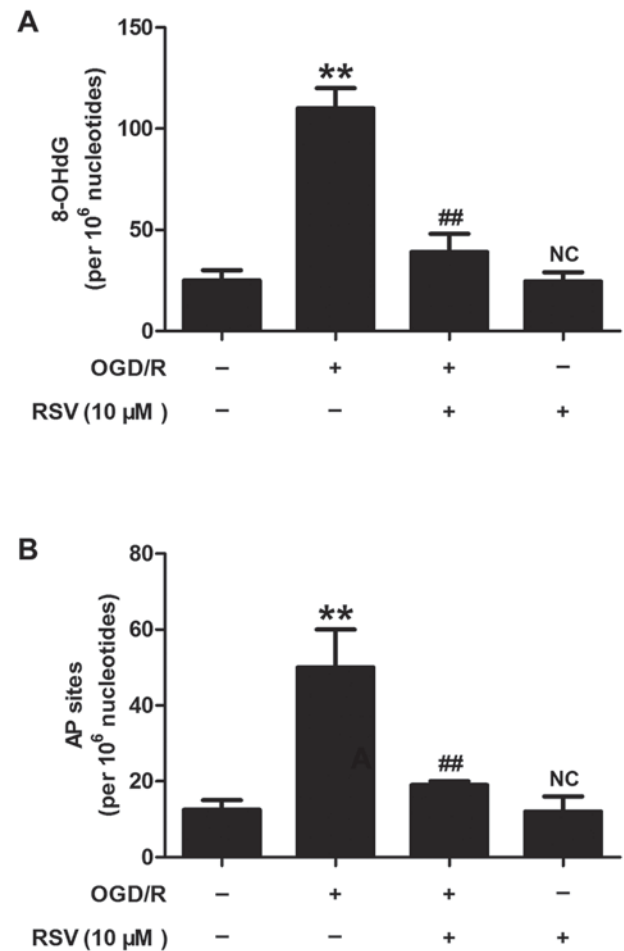 A
150
**
100
8-OHdG
(per 10⁶ nucleotides)
##
50
NC
0
OGD/R − + + −
RSV (10 µM ) − − + +
B
80
**
60
AP sites
(per 10⁶ nucleotides)
40
A
##
NC
20
0
OGD/R − + + −
RSV (10 µM ) − − + +